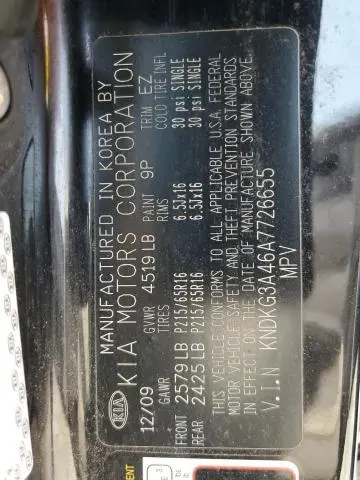 MANUFACTURED IN KOREA BY
KIA KIA MOTORS CORPORATION
12/09 GVWR 4519 LB PAINT 9P TRIM EZ
GAWR TIRES COLD TIRE INFL
FRONT 2579 LB P215/65R16 6.5Jx16 30 psi SINGLE
REAR 2425 LB P215/65R16 6.5Jx16 30 psi SINGLE
THIS VEHICLE CONFORMS TO ALL APPLICABLE U.S.A. FEDERAL
MOTOR VEHICLE SAFETY AND THEFT PREVENTION STANDARDS
IN EFFECT ON THE DATE OF MANUFACTURE SHOWN ABOVE.
V.I.N KNDKG3A46A7726655
MPV